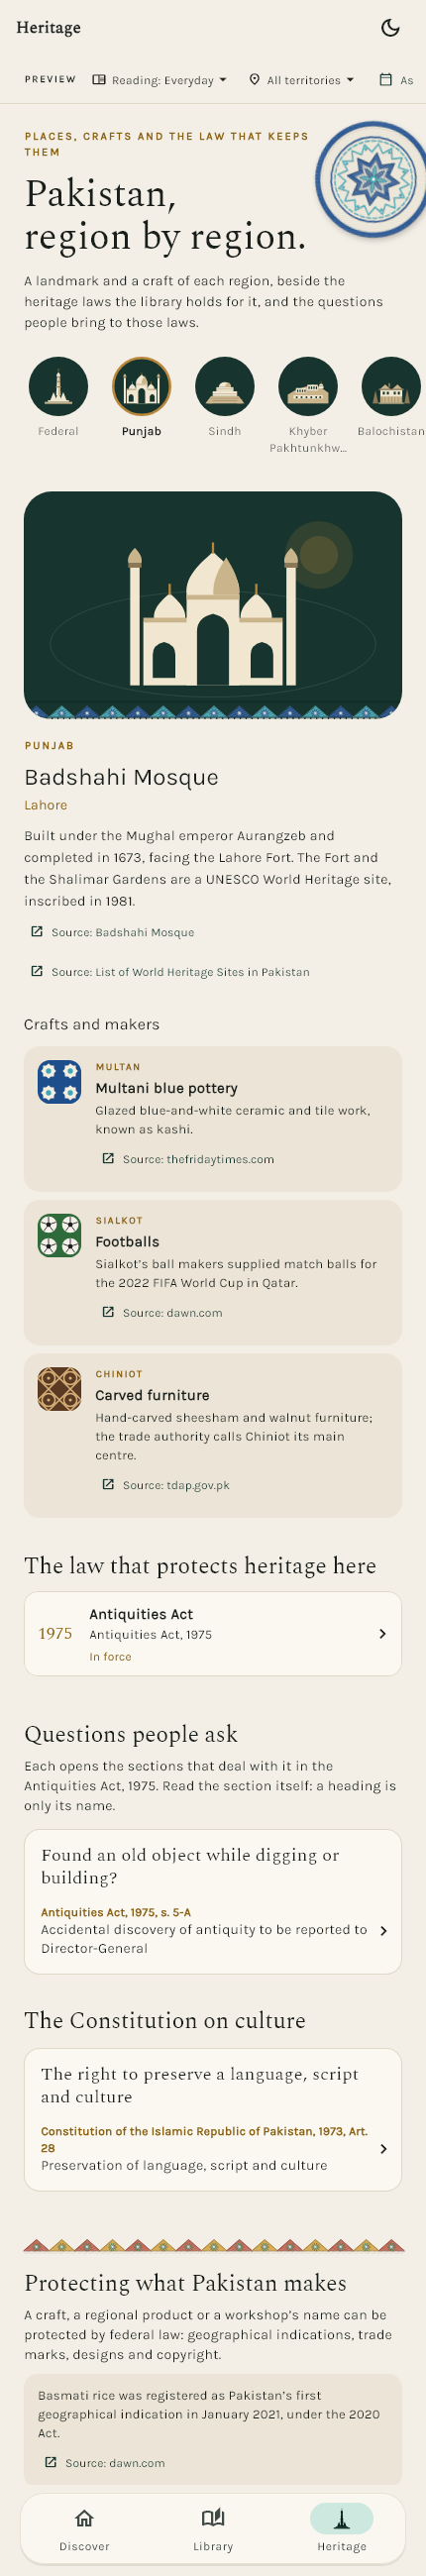 Heritage
PREVIEW Reading: Everyday All territories As
PLACES, CRAFTS AND THE LAW THAT KEEPS
THEM
Pakistan,
region by region.
A landmark and a craft of each region, beside the
heritage laws the library holds for it, and the questions
people bring to those laws.
Federal Punjab Sindh Khyber Balochistan
Pakhtunkhw...
PUNJAB
Badshahi Mosque
Lahore
Built under the Mughal emperor Aurangzeb and
completed in 1673, facing the Lahore Fort. The Fort and
the Shalimar Gardens are a UNESCO World Heritage site,
inscribed in 1981.
Source: Badshahi Mosque
Source: List of World Heritage Sites in Pakistan
Crafts and makers
MULTAN
Multani blue pottery
Glazed blue-and-white ceramic and tile work,
known as kashi.
Source: thefridaytimes.com
SIALKOT
Footballs
Sialkot's ball makers supplied match balls for
the 2022 FIFA World Cup in Qatar.
Source: dawn.com
CHINIOT
Carved furniture
Hand-carved sheesham and walnut furniture;
the trade authority calls Chiniot its main
centre.
Source: tdap.gov.pk
The law that protects heritage here
Antiquities Act
1975 Antiquities Act, 1975
In force
Questions people ask
Each opens the sections that deal with it in the
Antiquities Act, 1975. Read the section itself: a heading is
only its name.
Found an old object while digging or
building?
Antiquities Act, 1975, s. 5-A
Accidental discovery of antiquity to be reported to
Director-General
The Constitution on culture
The right to preserve a language, script
and culture
Constitution of the Islamic Republic of Pakistan, 1973, Art.
28
Preservation of language, script and culture
Protecting what Pakistan makes
A craft, a regional product or a workshop's name can be
protected by federal law: geographical indications, trade
marks, designs and copyright.
Basmati rice was registered as Pakistan's first
geographical indication in January 2021, under the 2020
Act.
Source: dawn.com
Discover Library Heritage